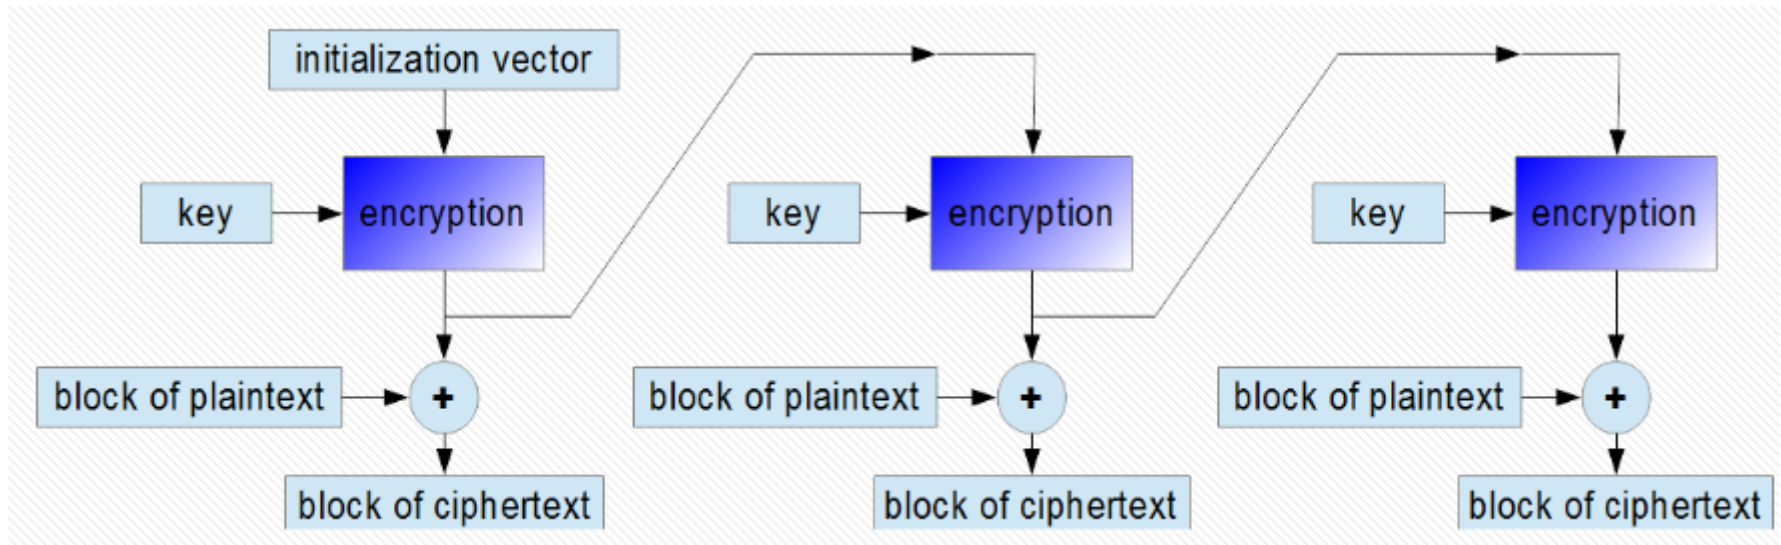 initialization vector
key
encryption
key
encryption
key
encryption
block of plaintext
+
block of plaintext
+
block of plaintext
+
block of ciphertext
block of ciphertext
block of ciphertext